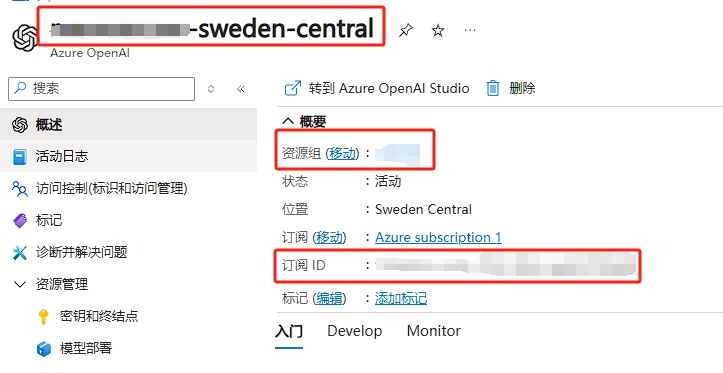 -sweden-central
Azure OpenAI
搜索
转到 Azure OpenAI Studio
删除
概述
活动日志
访问控制(标识和访问管理)
标记
诊断并解决问题
资源管理
密钥和终结点
模型部署
概要
资源组 (移动) :
状态 : 活动
位置 : Sweden Central
订阅 (移动) : Azure subscription 1
订阅 ID :
标记 (编辑) : 添加标记
入门 Develop Monitor